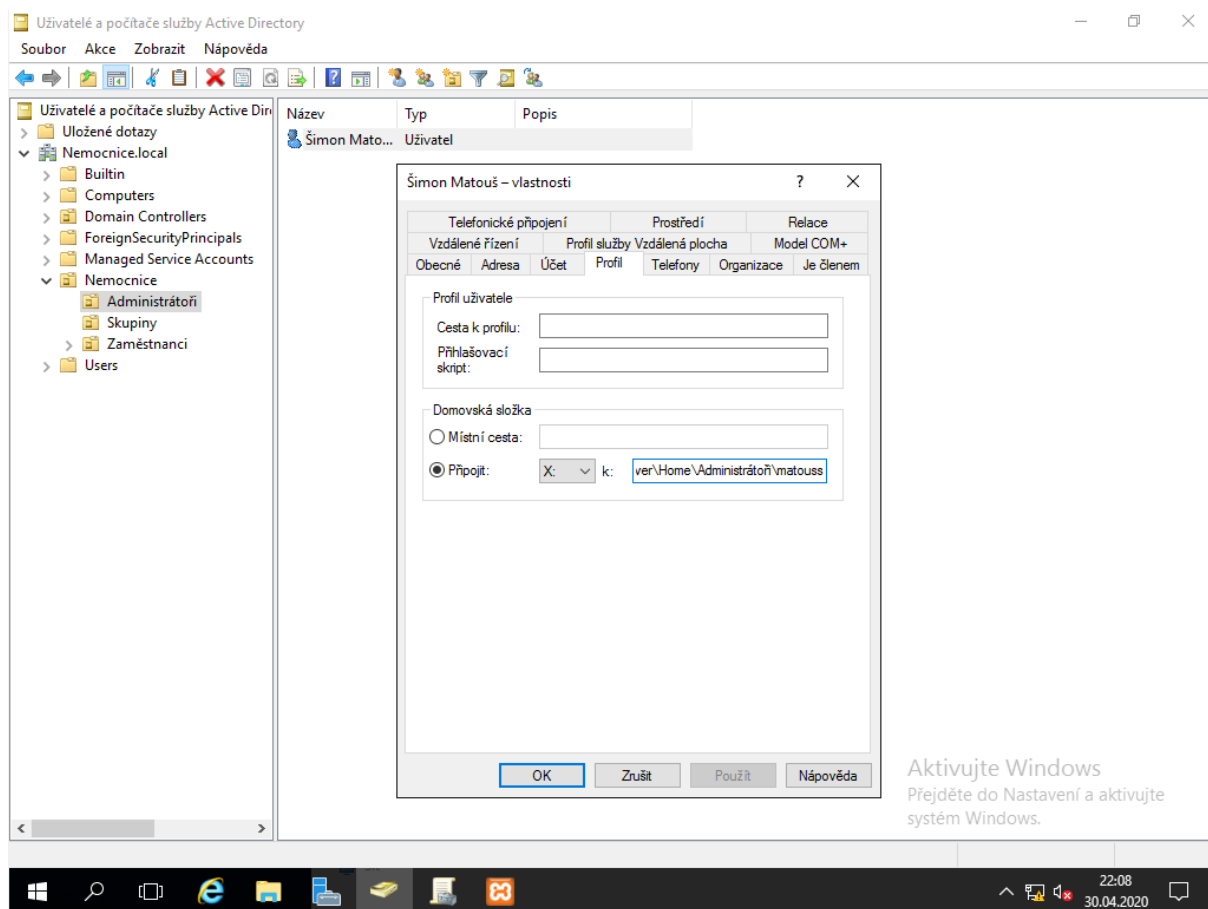 Uživatelé a počítače služby Active Directory
Soubor Akce Zobrazit Nápověda
Uživatelé a počítače služby Active Dir
Uložené dotazy
Nemocnice.local
Builtin
Computers
Domain Controllers
ForeignSecurityPrincipals
Managed Service Accounts
Nemocnice
Administrátoři
Skupiny
Zaměstnanci
Users
Název Typ Popis
Šimon Mato... Uživatel
Šimon Matouš – vlastnosti ?
Telefonické připojení Prostředí Relace
Vzdálené řízení Profil služby Vzdálená plocha Model COM+
Obecné Adresa Účet Profil Telefony Organizace Je členem
Profil uživatele
Cesta k profilu:
Přihlašovací
skript:
Domovská složka
Místní cesta:
Připojit: X: k: ver\Home\Administrátoři\matouss
OK Zrušit Použít Nápověda
Aktivujte Windows
Přejděte do Nastavení a aktivujte
systém Windows.
22:08
30.04.2020